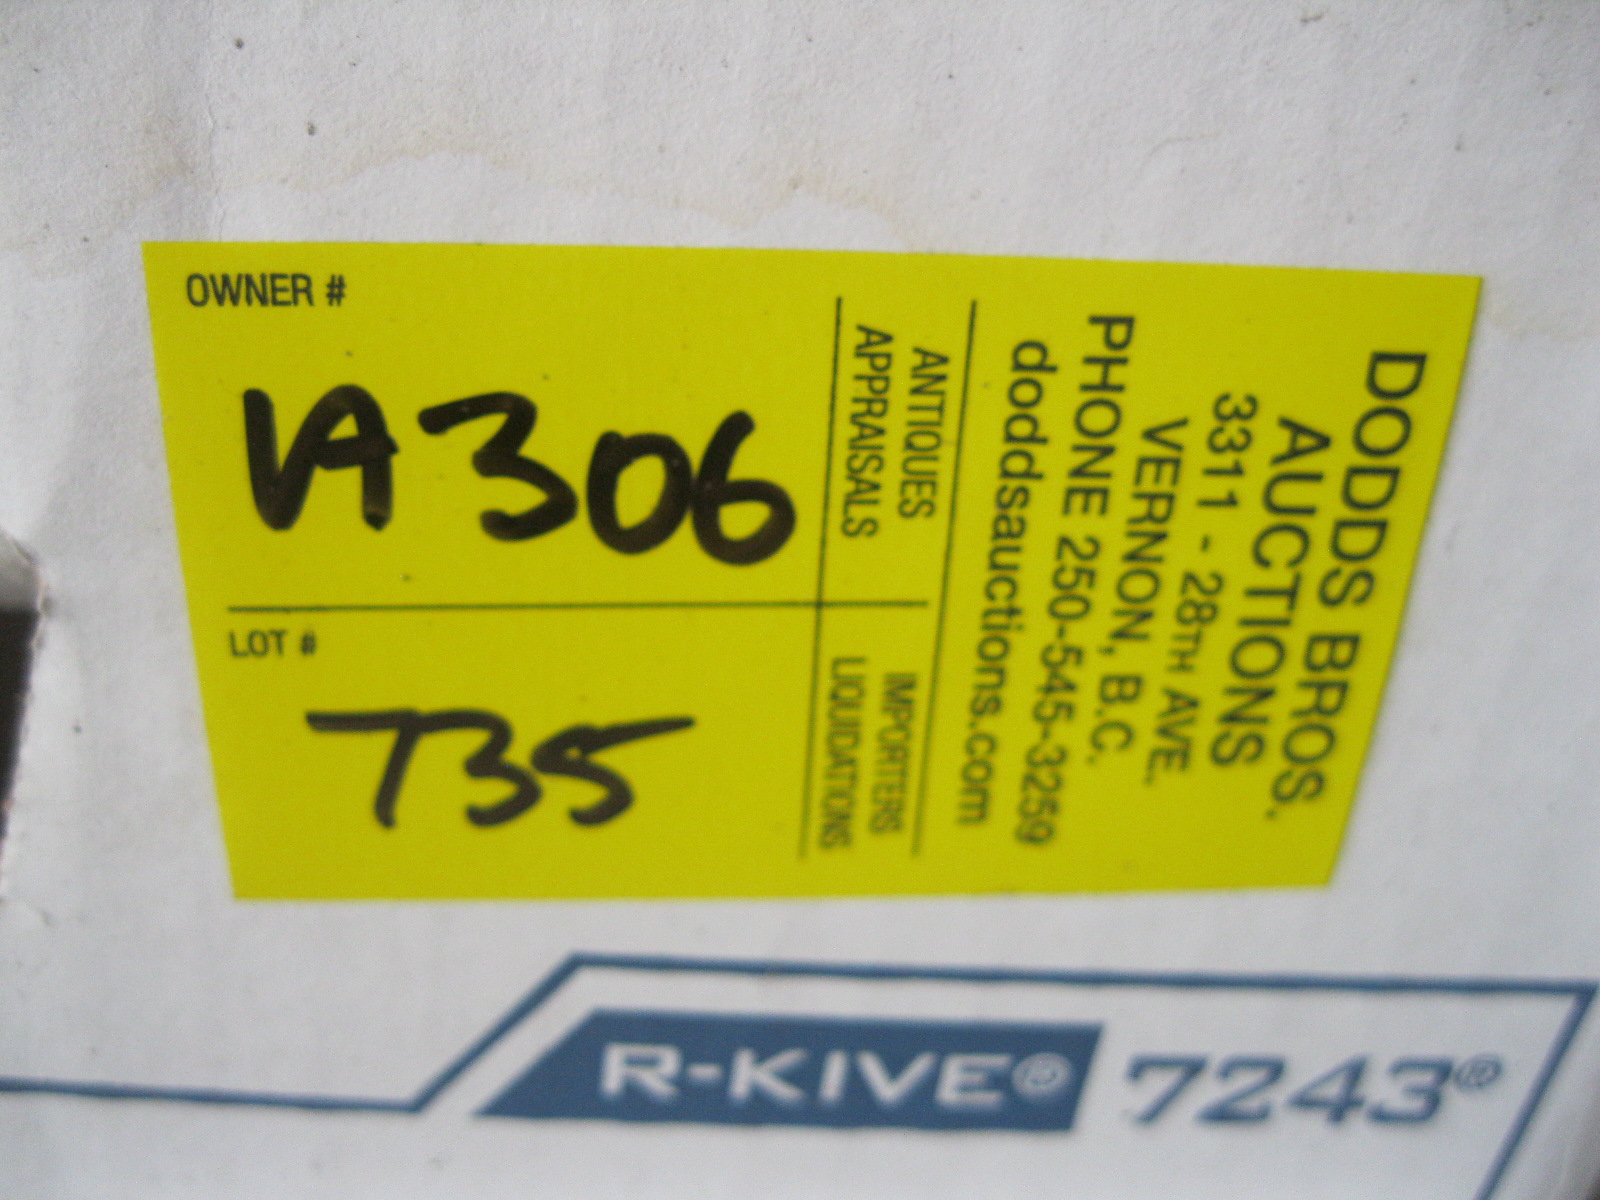 OWNER #
VA306
LOT #
T35
ANTIQUES
APPRAISALS
IMPORTERS
LIQUIDATIONS
DODDS BROS.
AUCTIONS
3311 - 28TH AVE.
VERNON, B.C.
PHONE 250-545-3259
doddsauctions.com
R-KIVE® 7243®